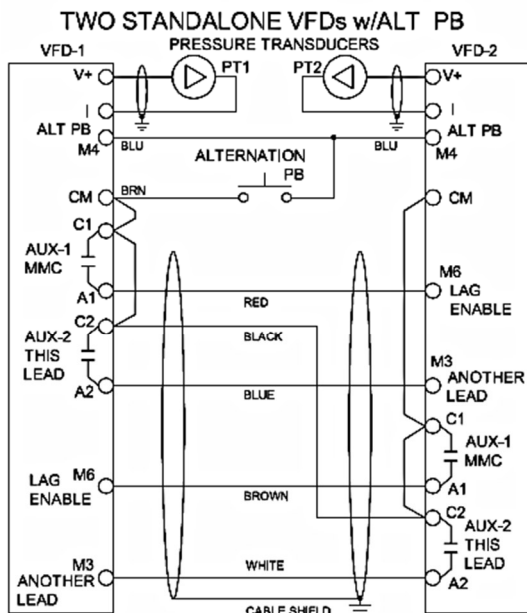 TWO STANDALONE VFDs w/ALT PB
VFD-1
PRESSURE TRANSDUCERS
VFD-2
V+
PT1
PT2
V+
I
I
ALT PB
M4
BLU
BLU
ALT PB
M4
ALTERNATION
PB
CM
BRN
CM
C1
AUX-1
MMC
A1
RED
M6
LAG
ENABLE
C2
BLACK
AUX-2
THIS
LEAD
A2
BLUE
M3
ANOTHER
LEAD
C1
AUX-1
MMC
A1
M6
LAG
ENABLE
BROWN
C2
AUX-2
THIS
LEAD
A2
M3
ANOTHER
LEAD
WHITE
CABLE SHIELD